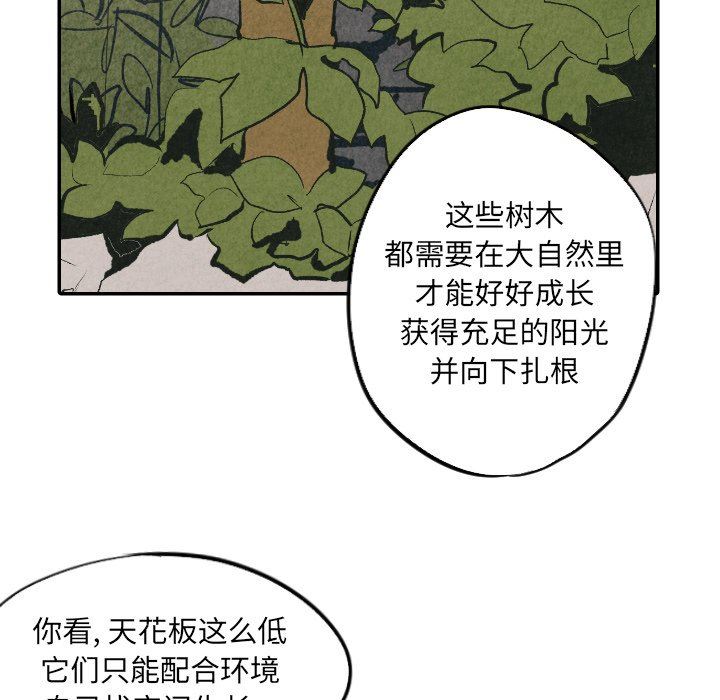 这些树木
都需要在大自然里
才能好好成长
获得充足的阳光
并向下扎根
你看, 天花板这么低
它们只能配合环境